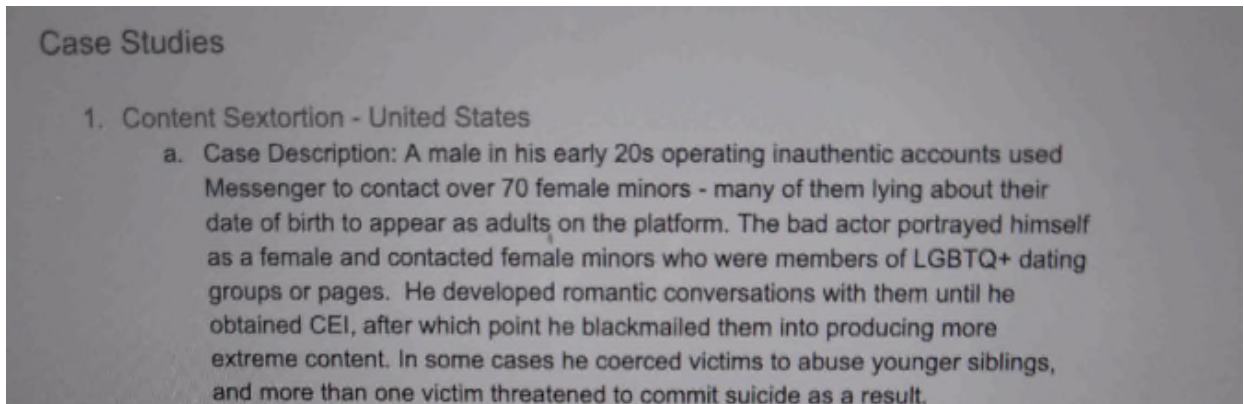 Case Studies
1. Content Sextortion - United States
a. Case Description: A male in his early 20s operating inauthentic accounts used
Messenger to contact over 70 female minors - many of them lying about their
date of birth to appear as adults on the platform. The bad actor portrayed himself
as a female and contacted female minors who were members of LGBTQ+ dating
groups or pages. He developed romantic conversations with them until he
obtained CEI, after which point he blackmailed them into producing more
extreme content. In some cases he coerced victims to abuse younger siblings,
and more than one victim threatened to commit suicide as a result.